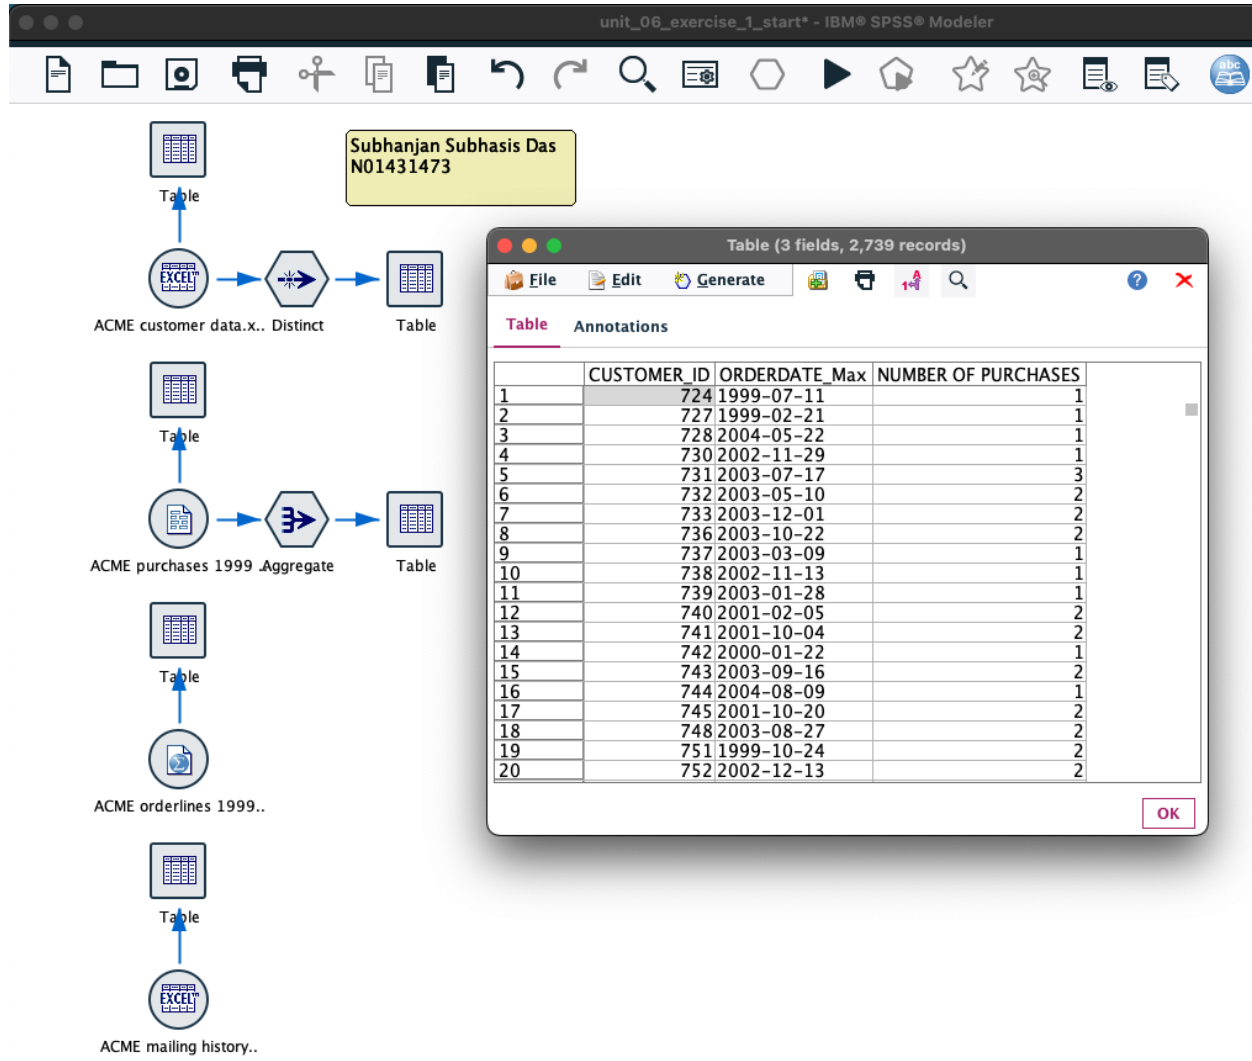 unit_06_exercise_1_start* - IBM® SPSS® Modeler
abc
Table
Subhanjan Subhasis Das
N01431473
EXCEL™
ACME customer data.x..
Distinct
Table
Table
ACME purchases 1999 .
Aggregate
Table
Table
ACME orderlines 1999..
Table
EXCEL™
ACME mailing history..
Table (3 fields, 2,739 records)
File Edit Generate
Table Annotations
CUSTOMER_ID ORDERDATE_Max NUMBER OF PURCHASES
1 724 1999-07-11 1
2 727 1999-02-21 1
3 728 2004-05-22 1
4 730 2002-11-29 1
5 731 2003-07-17 3
6 732 2003-05-10 2
7 733 2003-12-01 2
8 736 2003-10-22 2
9 737 2003-03-09 1
10 738 2002-11-13 1
11 739 2003-01-28 1
12 740 2001-02-05 2
13 741 2001-10-04 2
14 742 2000-01-22 1
15 743 2003-09-16 2
16 744 2004-08-09 1
17 745 2001-10-20 2
18 748 2003-08-27 2
19 751 1999-10-24 2
20 752 2002-12-13 2
OK